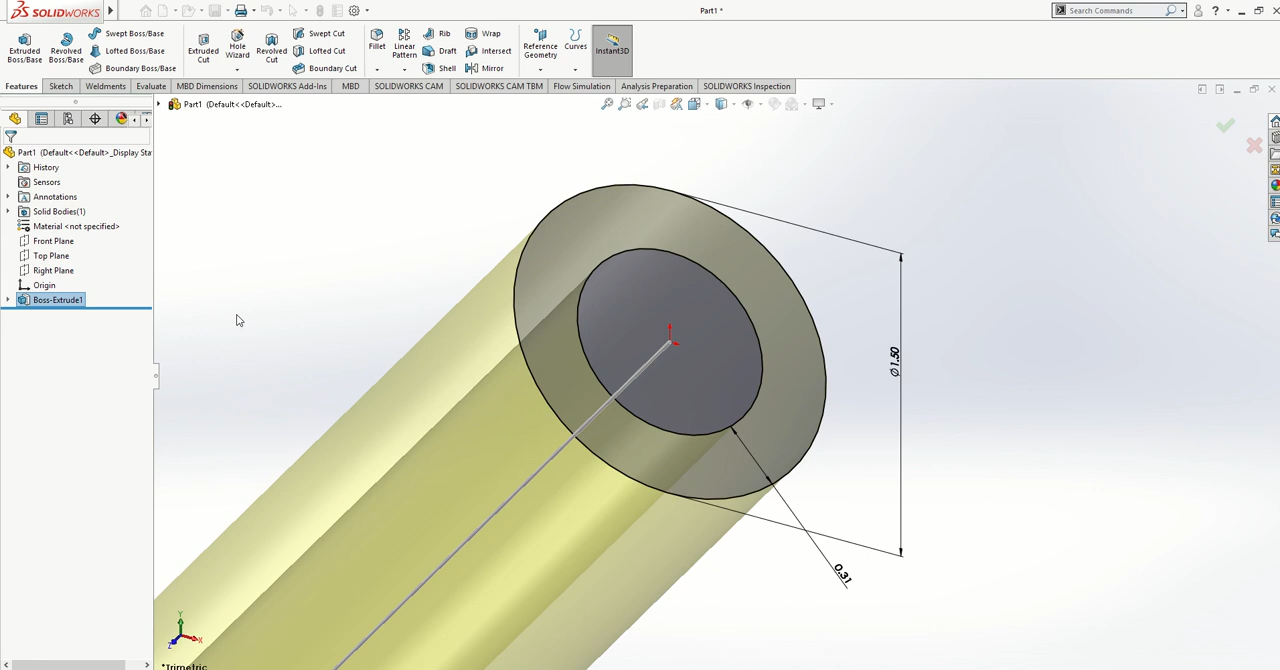 SOLIDWORKS
Part1 *
Search Commands
?
Extruded Boss/Base
Revolved Boss/Base
Swept Boss/Base
Lofted Boss/Base
Boundary Boss/Base
Extruded Cut
Hole Wizard
Revolved Cut
Swept Cut
Lofted Cut
Boundary Cut
Fillet
Linear Pattern
Rib
Draft
Shell
Wrap
Intersect
Mirror
Reference Geometry
Curves
Instant3D
Features
Sketch
Weldments
Evaluate
MBD Dimensions
SOLIDWORKS Add-Ins
MBD
SOLIDWORKS CAM
SOLIDWORKS CAM TBM
Flow Simulation
Analysis Preparation
SOLIDWORKS Inspection
Part1 (Default<<Default>...
Part1 (Default<<Default>_Display Sta
History
Sensors
Annotations
Solid Bodies(1)
Material <not specified>
Front Plane
Top Plane
Right Plane
Origin
Boss-Extrude1
∅1.50
0.31
Y
X
Z
*Trimetric